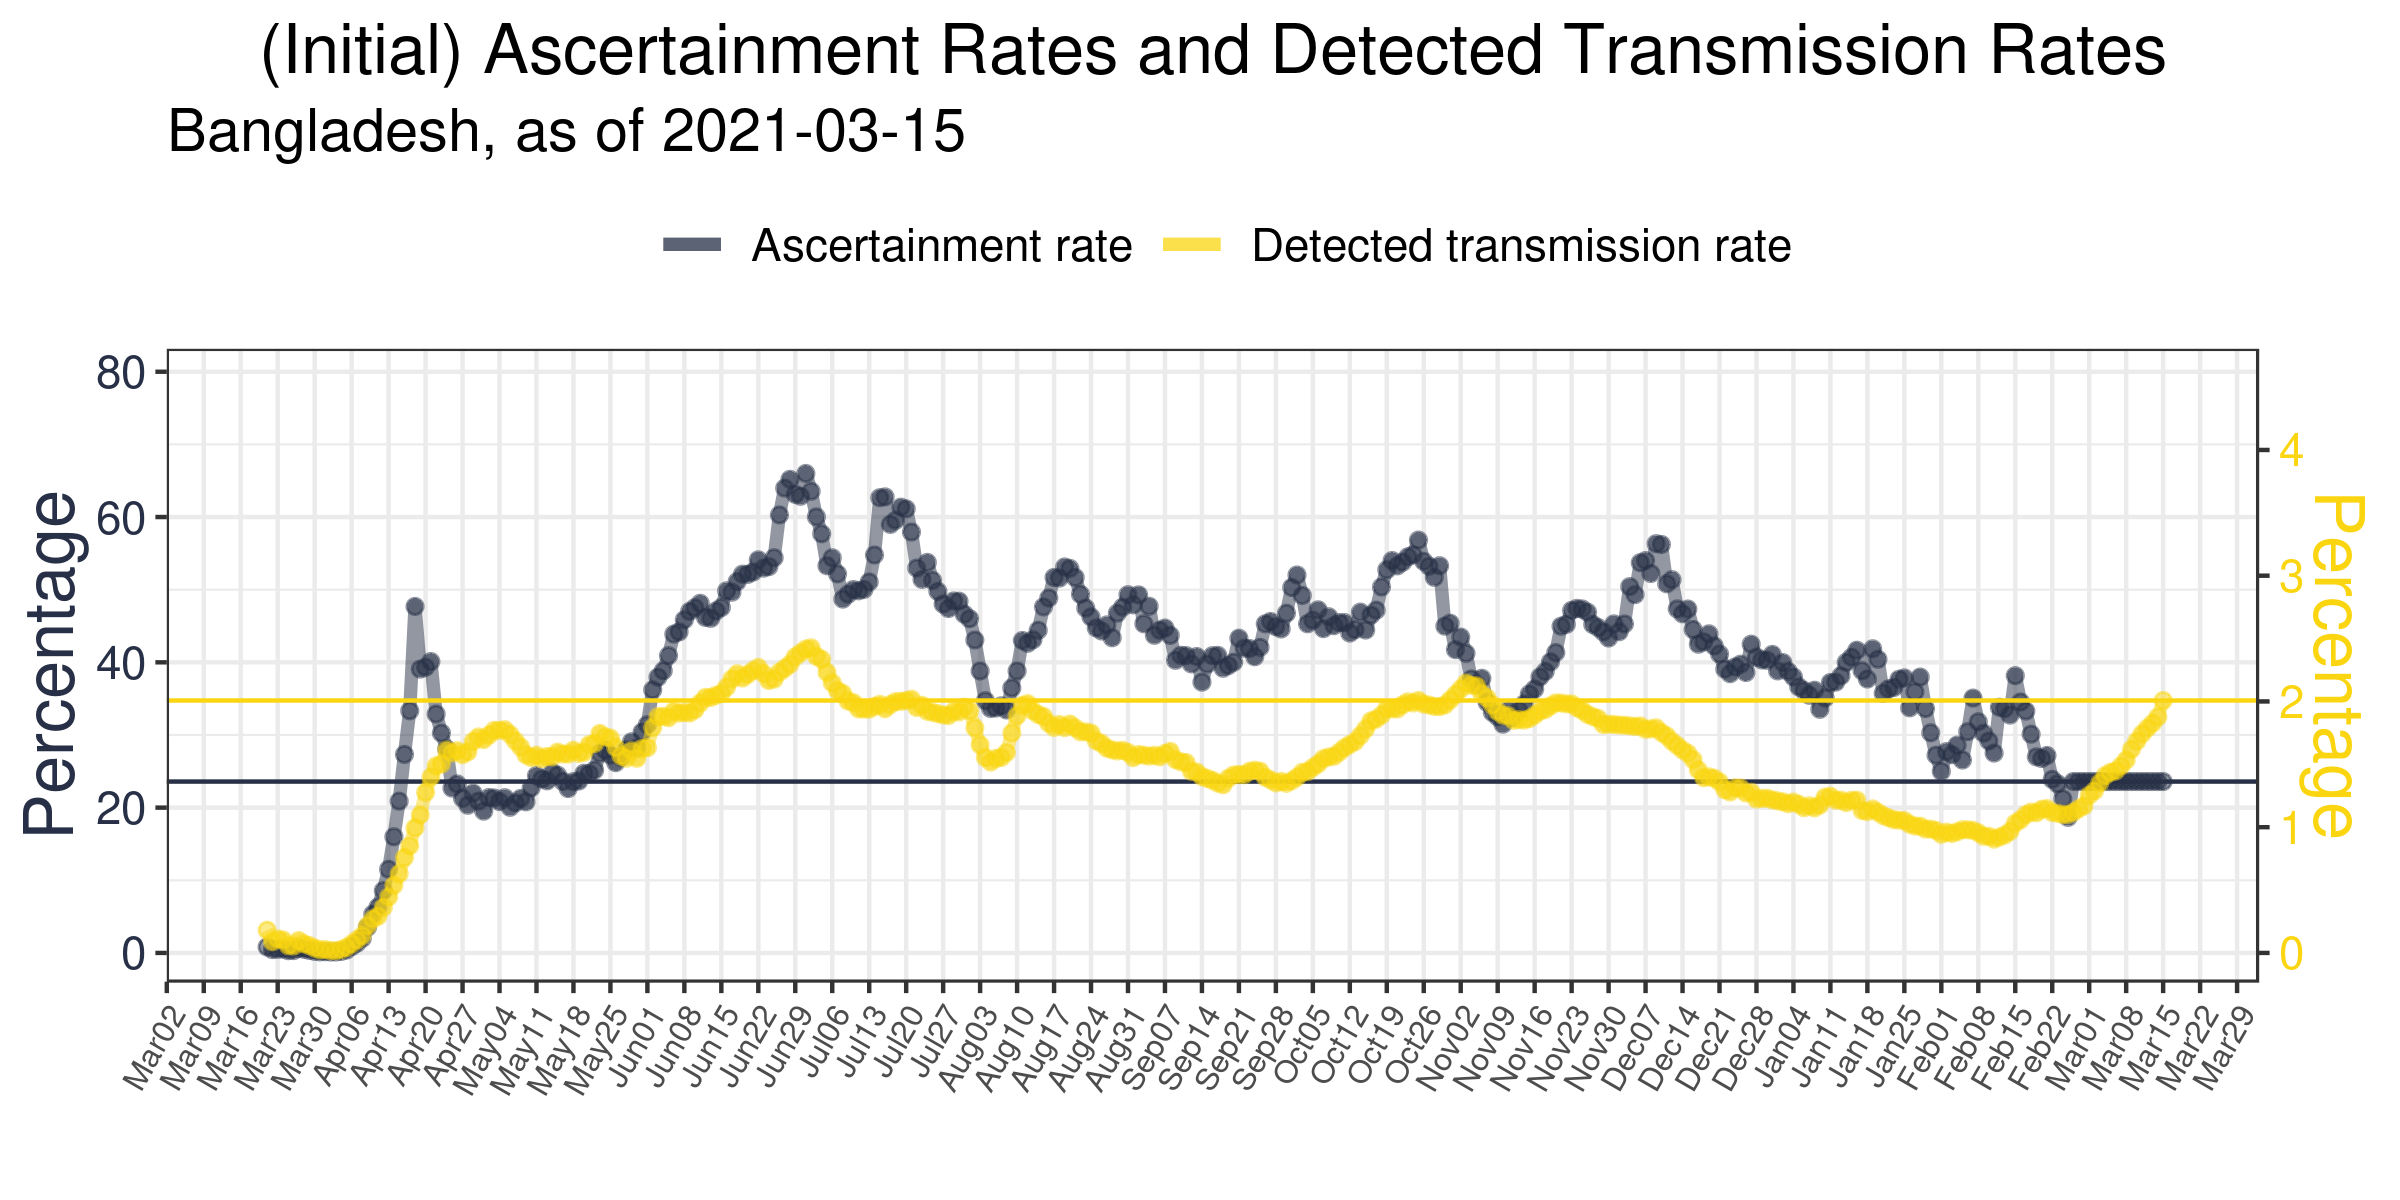 (Initial) Ascertainment Rates and Detected Transmission Rates
Bangladesh, as of 2021-03-15
Ascertainment rate Detected transmission rate
Percentage
80
60
40
20
0
4
3
2
1
0
Percentage
Mar02 Mar09 Mar16 Mar23 Mar30 Apr06 Apr13 Apr20 Apr27 May04 May11 May18 May25 Jun01 Jun08 Jun15 Jun22 Jun29 Jul06 Jul13 Jul20 Jul27 Aug03 Aug10 Aug17 Aug24 Aug31 Sep07 Sep14 Sep21 Sep28 Oct05 Oct12 Oct19 Oct26 Nov02 Nov09 Nov16 Nov23 Nov30 Dec07 Dec14 Dec21 Dec28 Jan04 Jan11 Jan18 Jan25 Feb01 Feb08 Feb15 Feb22 Mar01 Mar08 Mar15 Mar22 Mar29